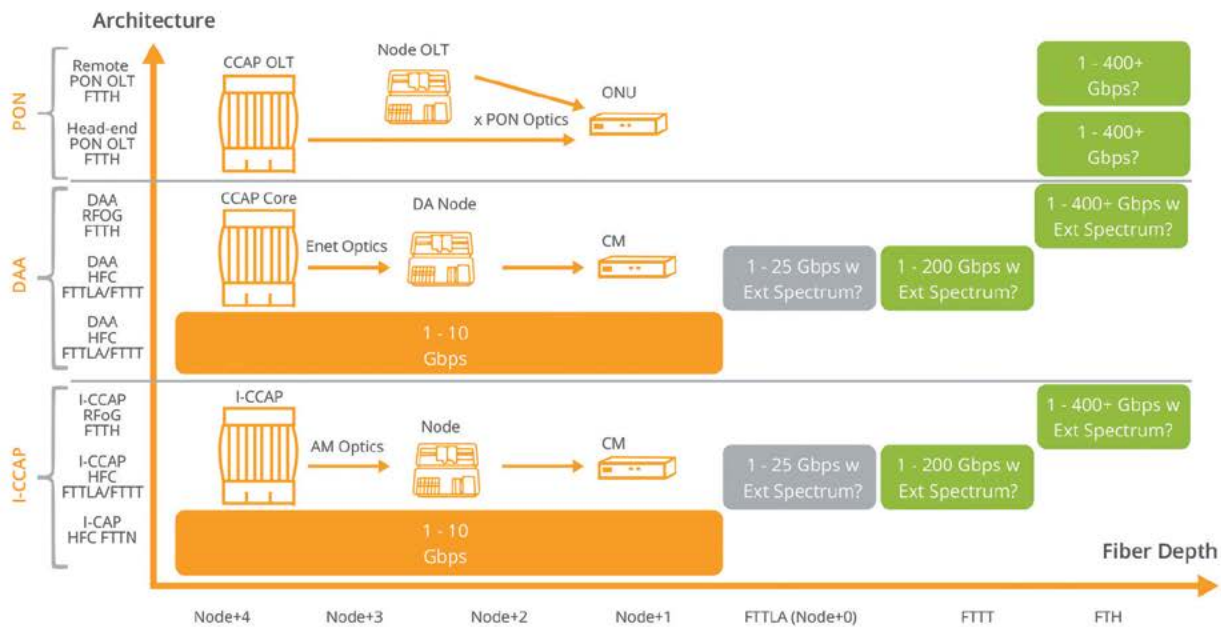 Architecture
PON
Remote
PON OLT
FTTH
Head-end
PON OLT
FTTH
CCAP OLT
Node OLT
ONU
x PON Optics
1 - 400+
Gbps?
1 - 400+
Gbps?
DAA
DAA
RFOG
FTTH
DAA
HFC
FTTLA/FTTT
DAA
HFC
FTTLA/FTTT
CCAP Core
Enet Optics
DA Node
CM
1 - 400+ Gbps w
Ext Spectrum?
1 - 25 Gbps w
Ext Spectrum?
1 - 200 Gbps w
Ext Spectrum?
1 - 10
Gbps
I-CCAP
I-CCAP
RFoG
FTTH
I-CCAP
HFC
FTTLA/FTTT
I-CAP
HFC FTTN
I-CCAP
AM Optics
Node
CM
1 - 400+ Gbps w
Ext Spectrum?
1 - 25 Gbps w
Ext Spectrum?
1 - 200 Gbps w
Ext Spectrum?
1 - 10
Gbps
Fiber Depth
Node+4
Node+3
Node+2
Node+1
FTTLA (Node+0)
FTTT
FTH